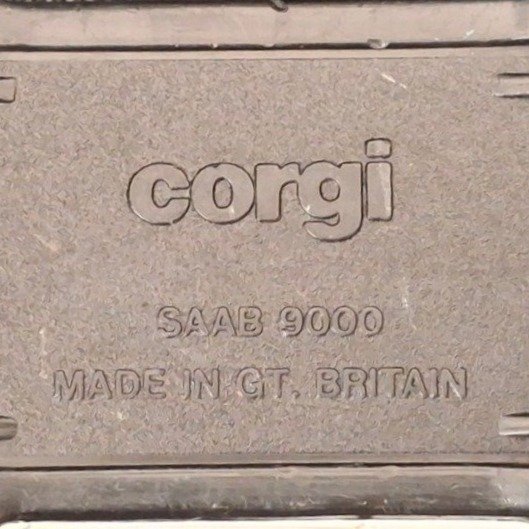 corgi
SAAB 9000
MADE IN GT. BRITAIN